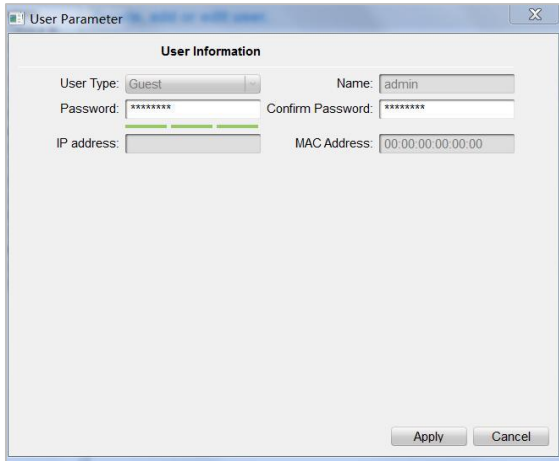 User Parameter
User Information
User Type: Guest Name: admin
Password: ******** Confirm Password: ********
IP address: MAC Address: 00:00:00:00:00:00
Apply Cancel